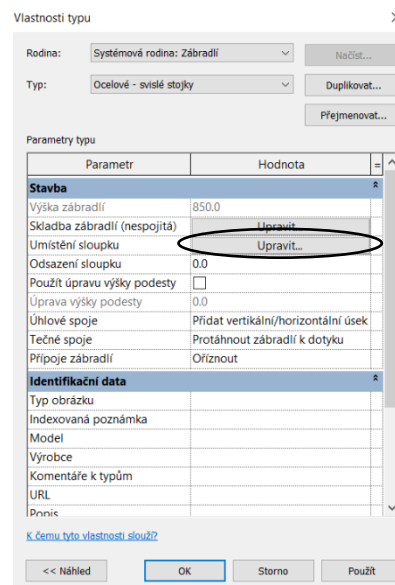 Vlastnosti typu
Rodina: Systémová rodina: Zábradlí Načíst...
Typ: Ocelové - svislé stojky Duplikovat...
Přejmenovat...
Parametry typu
Parametr Hodnota =
Stavba
Výška zábradlí 850.0
Skladba zábradlí (nespojitá) Upravit...
Umístění sloupku Upravit...
Odsazení sloupku 0.0
Použít úpravu výšky podesty
Úprava výšky podesty 0.0
Úhlové spoje Přidat vertikální/horizontální úsek
Tečné spoje Protáhnout zábradlí k dotyku
Přípoje zábradlí Oříznout
Identifikační data
Typ obrázku
Indexovaná poznámka
Model
Výrobce
Komentáře k typům
URL
Popis
K čemu tyto vlastnosti slouží?
<< Náhled OK Storno Použít